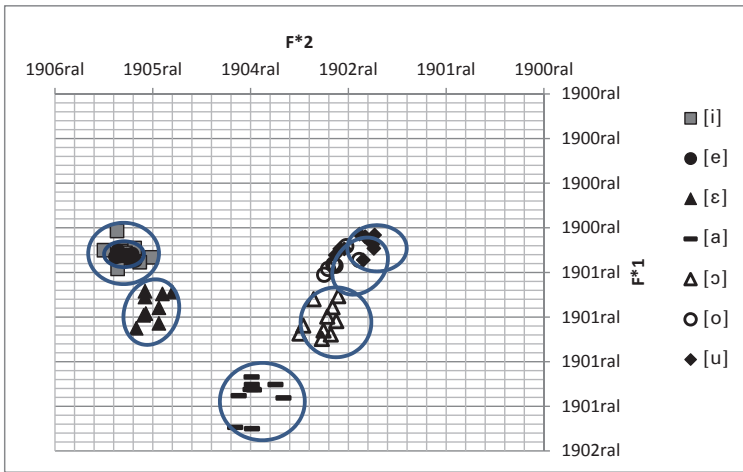 F*2
1906ral 1905ral 1904ral 1902ral 1901ral 1900ral
1900ral
1900ral
1900ral
1900ral
1901ral
1901ral
1901ral
1901ral
1902ral
F*1
[i]
[e]
[ɛ]
[a]
[ɔ]
[o]
[u]